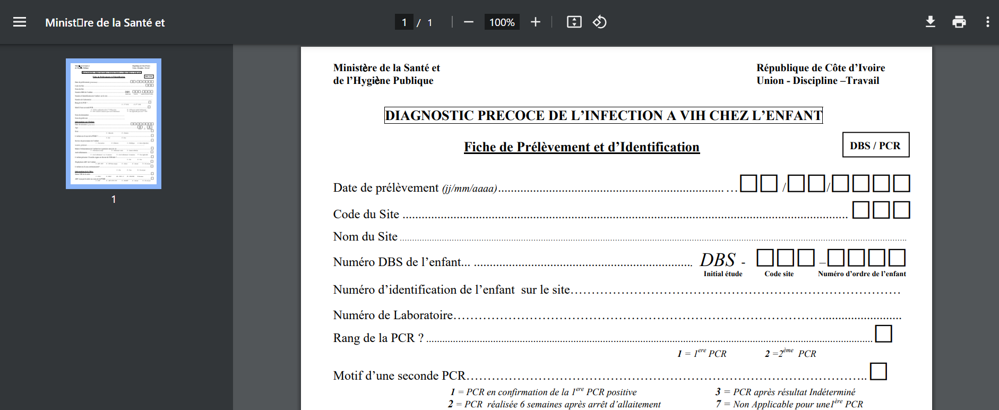 Minist▯re de la Santé et
1 / 1
100%
1
Ministère de la Santé et
de l’Hygiène Publique
République de Côte d’Ivoire
Union - Discipline –Travail
DIAGNOSTIC PRECOCE DE L’INFECTION A VIH CHEZ L’ENFANT
Fiche de Prélèvement et d’Identification
DBS / PCR
Date de prélèvement (jj/mm/aaaa)..........................................................................… / /
Code du Site ............................................................................................................................................
Nom du Site ............................................................................................................................................
Numéro DBS de l’enfant... ..................................................................... DBS - –
Initial étude Code site Numéro d’ordre de l’enfant
Numéro d’identification de l’enfant sur le site……………………………………………………………………
Numéro de Laboratoire……………………………………………………………………………...........................
Rang de la PCR ? ............................................................................................................................................
1 = 1ere PCR 2 =2ème PCR
Motif d’une seconde PCR…………………………………………………………………………………..
1 = PCR en confirmation de la 1ere PCR positive 3 = PCR après résultat Indéterminé
2 = PCR réalisée 6 semaines après arrêt d’allaitement 7 = Non Applicable pour une1ère PCR